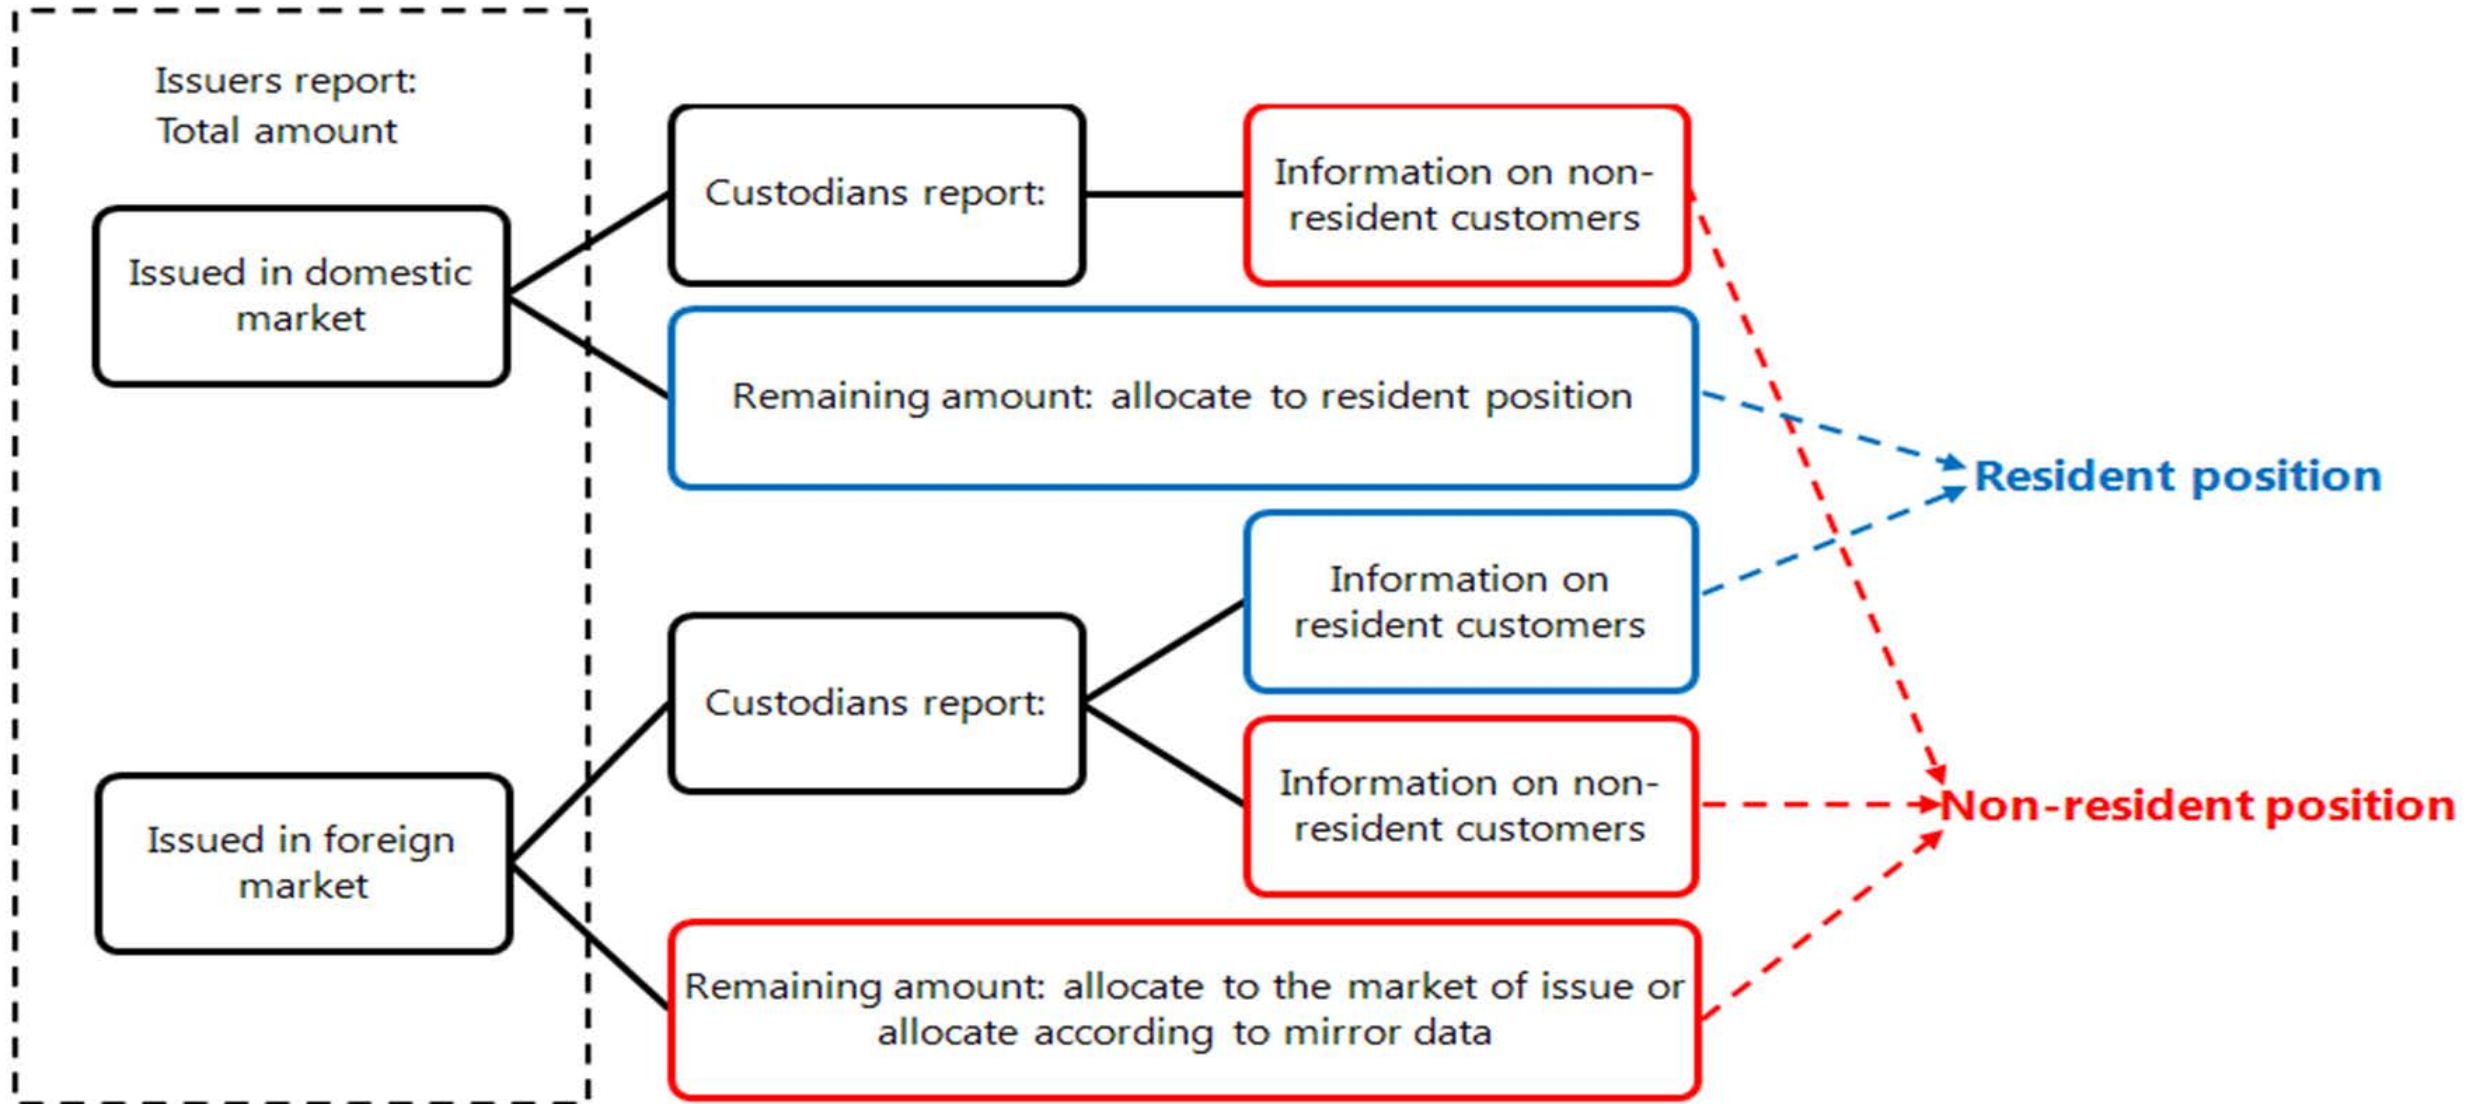 Issuers report:
Total amount
Issued in domestic
market
Custodians report:
Information on non-
resident customers
Remaining amount: allocate to resident position
Resident position
Information on
resident customers
Custodians report:
Information on non-
resident customers
Non-resident position
Issued in foreign
market
Remaining amount: allocate to the market of issue or
allocate according to mirror data